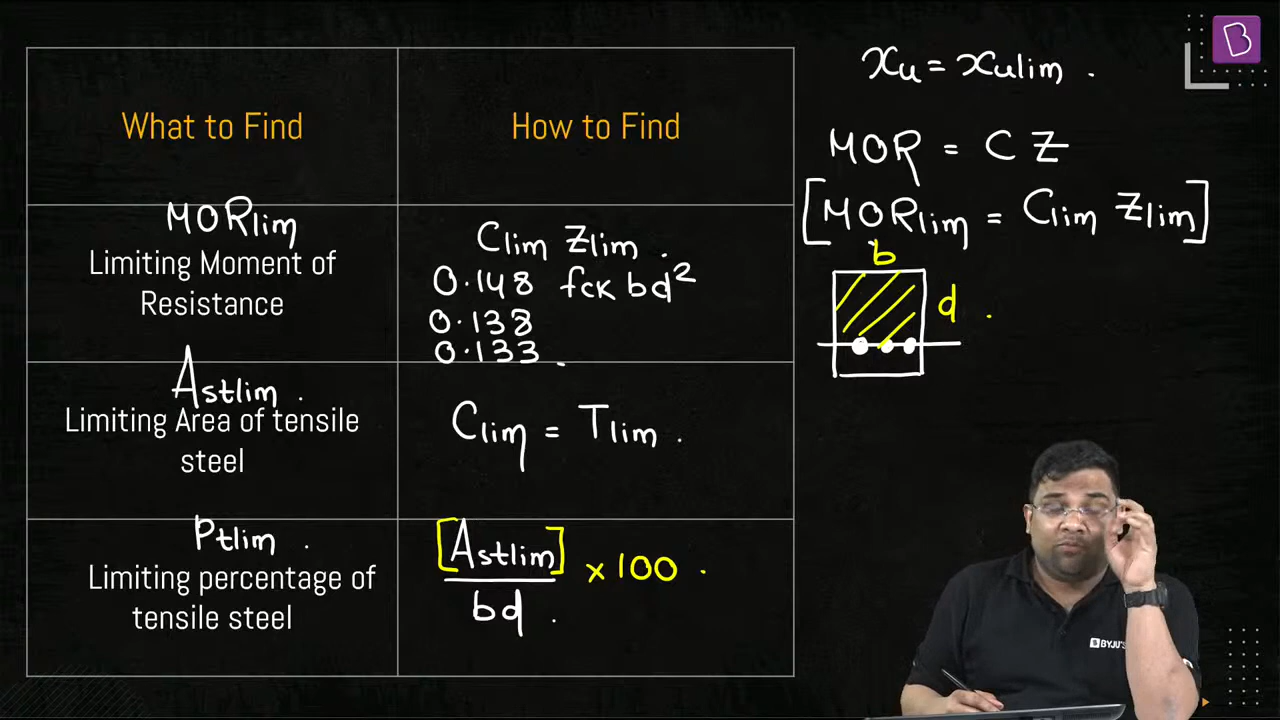 What to Find
How to Find
MORlim
Limiting Moment of
Resistance
Clim Zlim .
0.148 fck bd²
0.138
0.133 .
Astlim .
Limiting Area of tensile
steel
Clim = Tlim .
Ptlim .
Limiting percentage of
tensile steel
[Astlim] × 100 .
bd .
xu = xulim .
MOR = C Z
[MORlim = Clim Zlim]
b
d .
B
BYJU'S